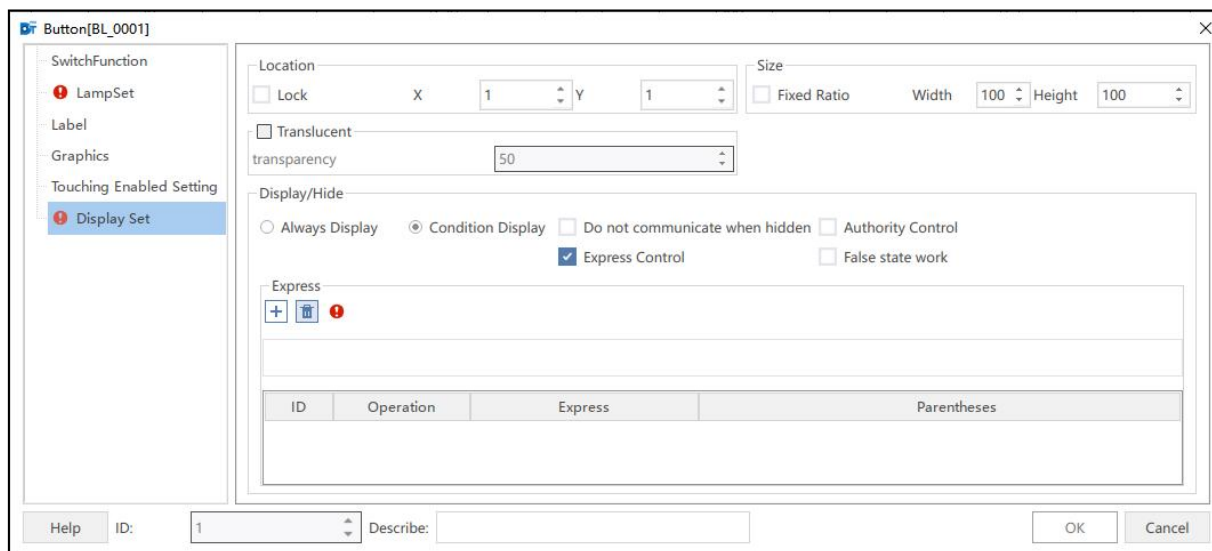 DT Button[BL_0001]
SwitchFunction
LampSet
Label
Graphics
Touching Enabled Setting
Display Set
Location
Lock X 1 Y 1
Size
Fixed Ratio Width 100 Height 100
Translucent
transparency 50
Display/Hide
Always Display Condition Display Do not communicate when hidden Authority Control
Express Control False state work
Express
ID Operation Express Parentheses
Help ID: 1 Describe: OK Cancel